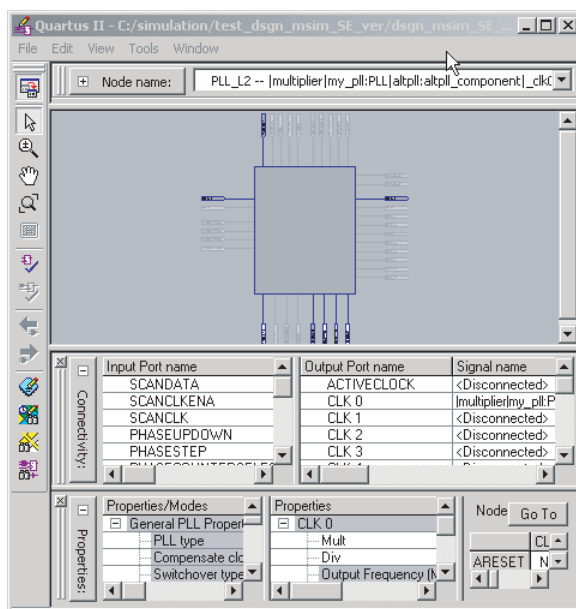 Quartus II - C:/simulation/test_dsgn_msim_SE_ver/dsgn_msim_SE_...
File Edit View Tools Window
Node name: PLL_L2 -- |multiplier|my_pll:PLL|altpll:altpll_component|_clk0
Input Port name Output Port name Signal name
SCANDATA ACTIVECLOCK <Disconnected>
SCANCLKENA CLK 0 |multiplier|my_pll:P
SCANCLK CLK 1 <Disconnected>
PHASEUPDOWN CLK 2 <Disconnected>
PHASESTEP CLK 3 <Disconnected>
Connectivity:
Properties/Modes Properties Node Go To
General PLL Propert CLK 0 CL
PLL type Mult
Compensate clo Div ARESET N
Switchover type Output Frequency (M
Properties: